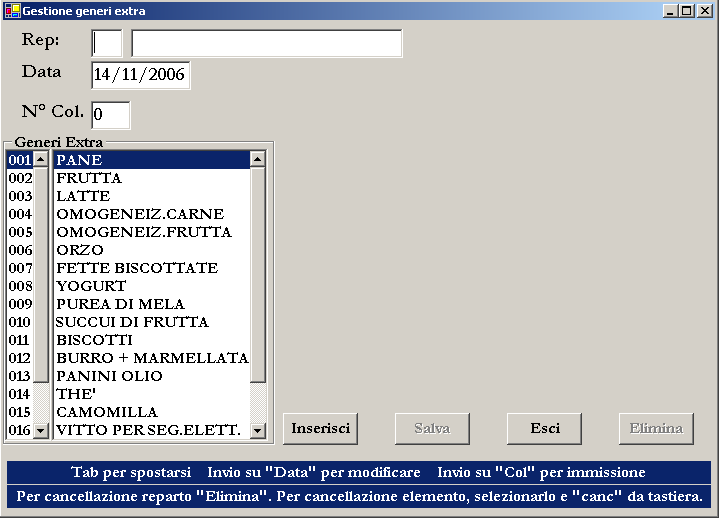 Gestione generi extra
Rep:
Data 14/11/2006
N° Col. 0
Generi Extra
001 PANE
002 FRUTTA
003 LATTE
004 OMOGENEIZ.CARNE
005 OMOGENEIZ.FRUTTA
006 ORZO
007 FETTE BISCOTTATE
008 YOGURT
009 PUREA DI MELA
010 SUCCUI DI FRUTTA
011 BISCOTTI
012 BURRO + MARMELLATA
013 PANINI OLIO
014 THE'
015 CAMOMILLA
016 VITTO PER SEG.ELETT.
Inserisci Salva Esci Elimina
Tab per spostarsi Invio su "Data" per modificare Invio su "Col" per immissione
Per cancellazione reparto "Elimina". Per cancellazione elemento, selezionarlo e "canc" da tastiera.